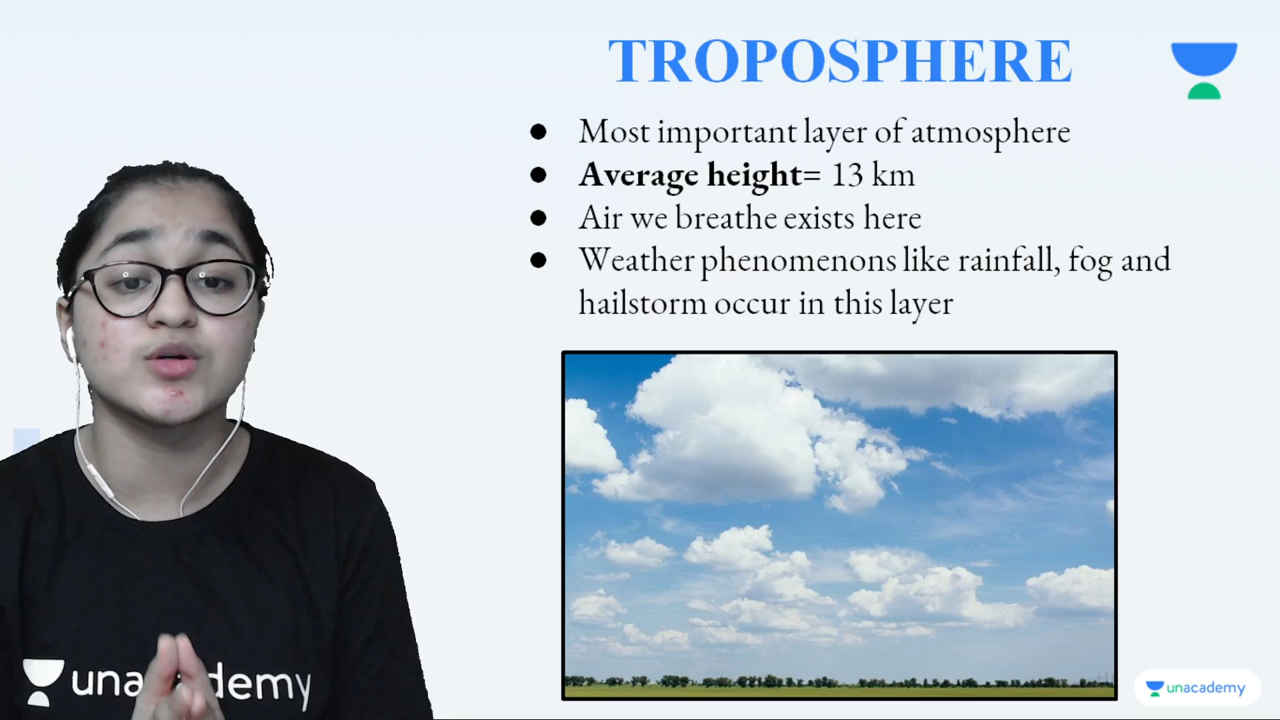 TROPOSPHERE
● Most important layer of atmosphere
● Average height= 13 km
● Air we breathe exists here
● Weather phenomenons like rainfall, fog and
hailstorm occur in this layer
unacademy